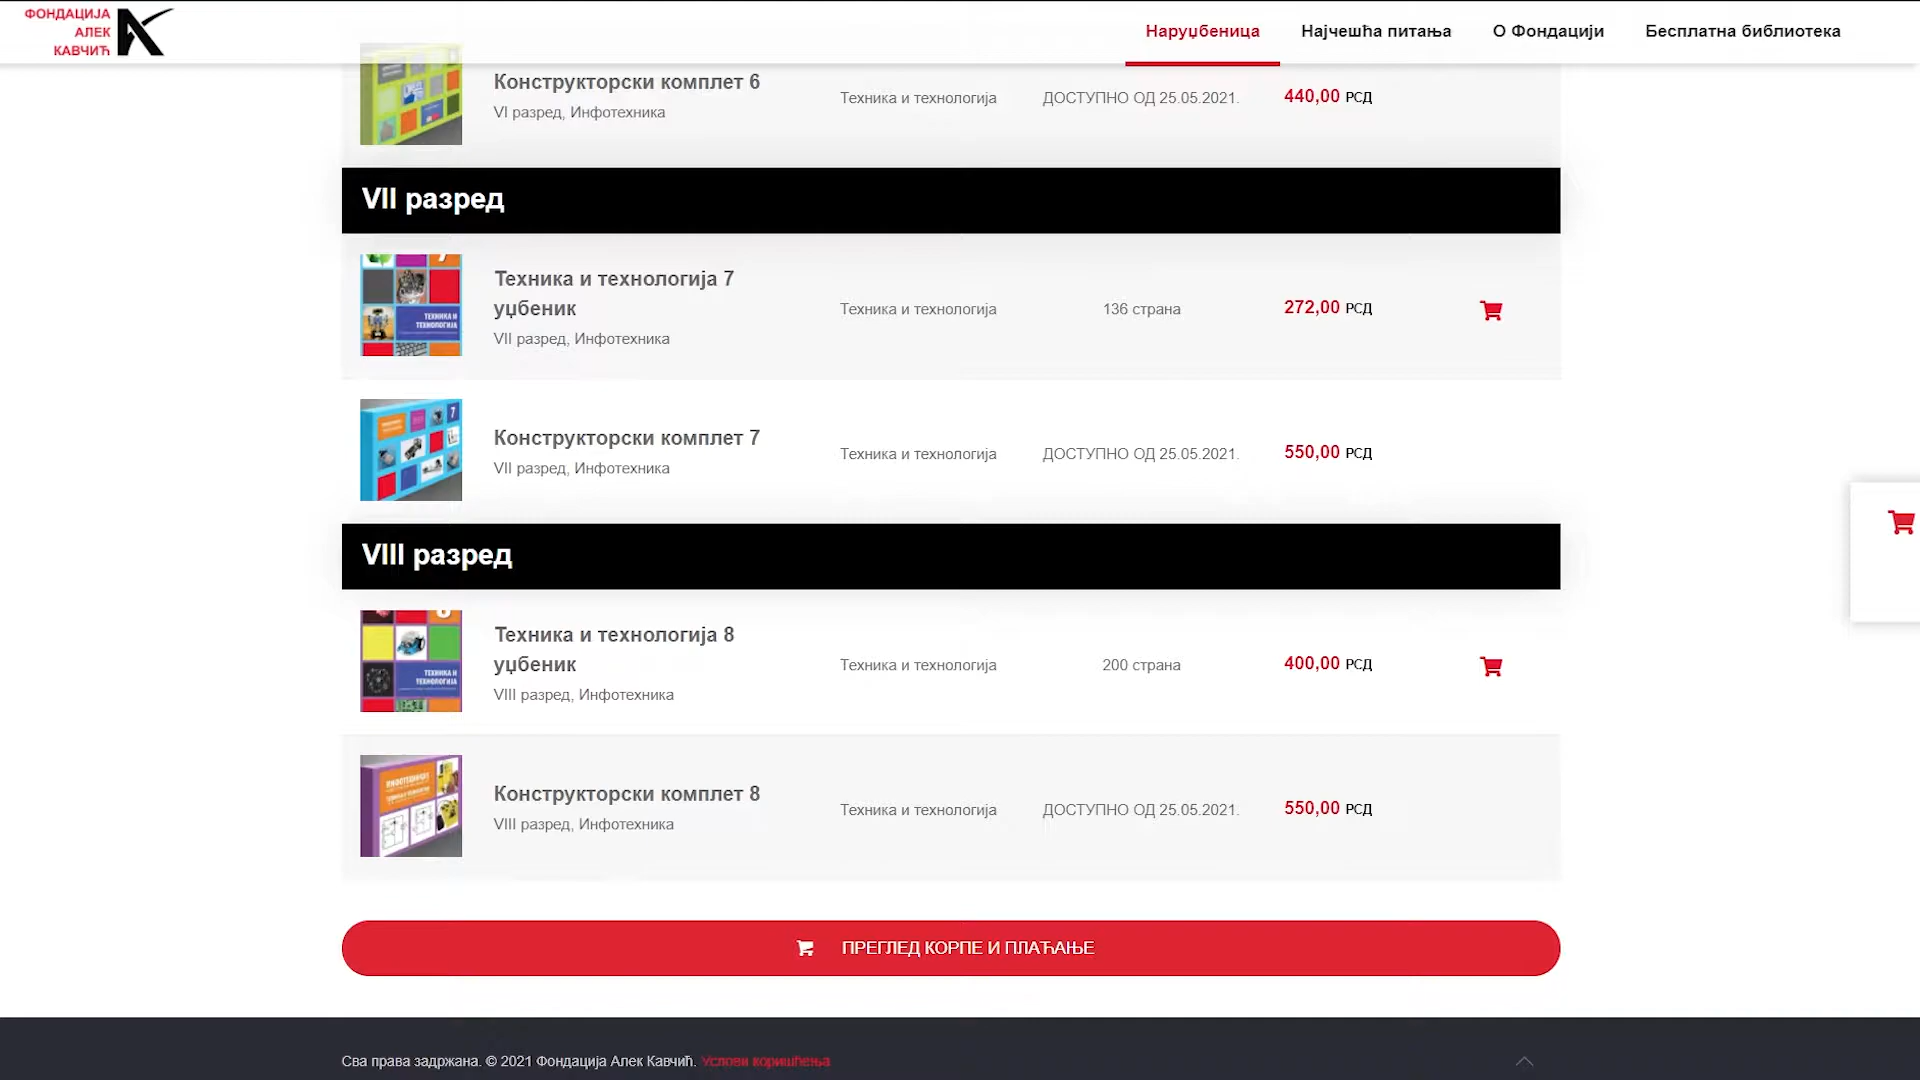 ФОНДАЦИЈА
АЛЕК
КАВЧИЋ
Наруџбеница
Најчешћа питања
О Фондацији
Бесплатна библиотека
Конструкторски комплет 6
VI разред, Инфотехника
Техника и технологија
ДОСТУПНО ОД 25.05.2021.
440,00 РСД
VII разред
Техника и технологија 7
уџбеник
VII разред, Инфотехника
Техника и технологија
136 страна
272,00 РСД
ТЕХНИКА И
ТЕХНОЛОГИЈА
Конструкторски комплет 7
VII разред, Инфотехника
Техника и технологија
ДОСТУПНО ОД 25.05.2021.
550,00 РСД
7
VIII разред
Техника и технологија 8
уџбеник
VIII разред, Инфотехника
Техника и технологија
200 страна
400,00 РСД
ТЕХНИКА И
ТЕХНОЛОГИЈА
Конструкторски комплет 8
VIII разред, Инфотехника
Техника и технологија
ДОСТУПНО ОД 25.05.2021.
550,00 РСД
ПРЕГЛЕД КОРПЕ И ПЛАЋАЊЕ
Сва права задржана. © 2021 Фондација Алек Кавчић. Услови коришћења